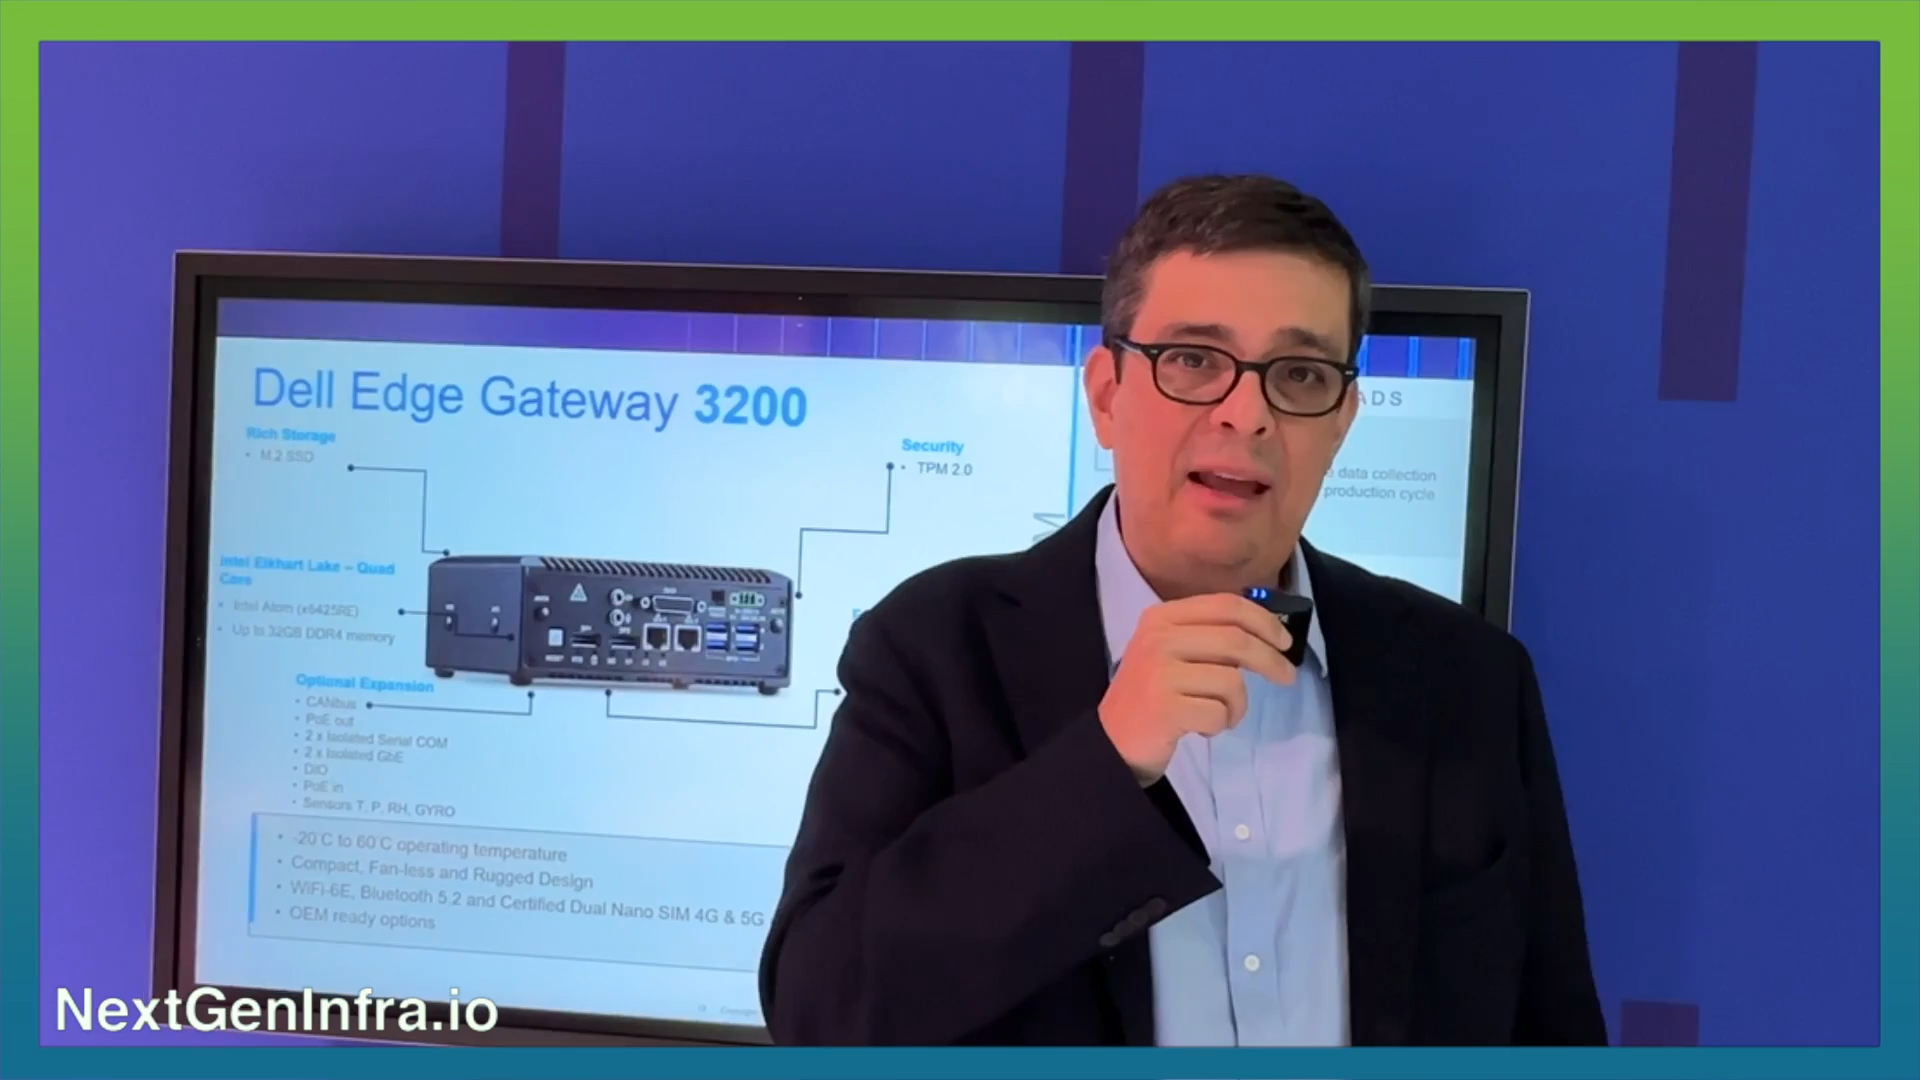 Dell Edge Gateway 3200
Rich Storage
• M.2 SSD
Security
• TPM 2.0
ADS
data collection
production cycle
Intel Elkhart Lake – Quad
Core
• Intel Atom (x6425RE)
• Up to 32GB DDR4 memory
Optional Expansion
• CANbus
• PoE out
• 2 x Isolated Serial COM
• 2 x Isolated GbE
• DIO
• PoE in
• Sensors T, P, RH, GYRO
• -20°C to 60°C operating temperature
• Compact, Fan-less and Rugged Design
• WiFi-6E, Bluetooth 5.2 and Certified Dual Nano SIM 4G & 5G
• OEM ready options
NextGenInfra.io